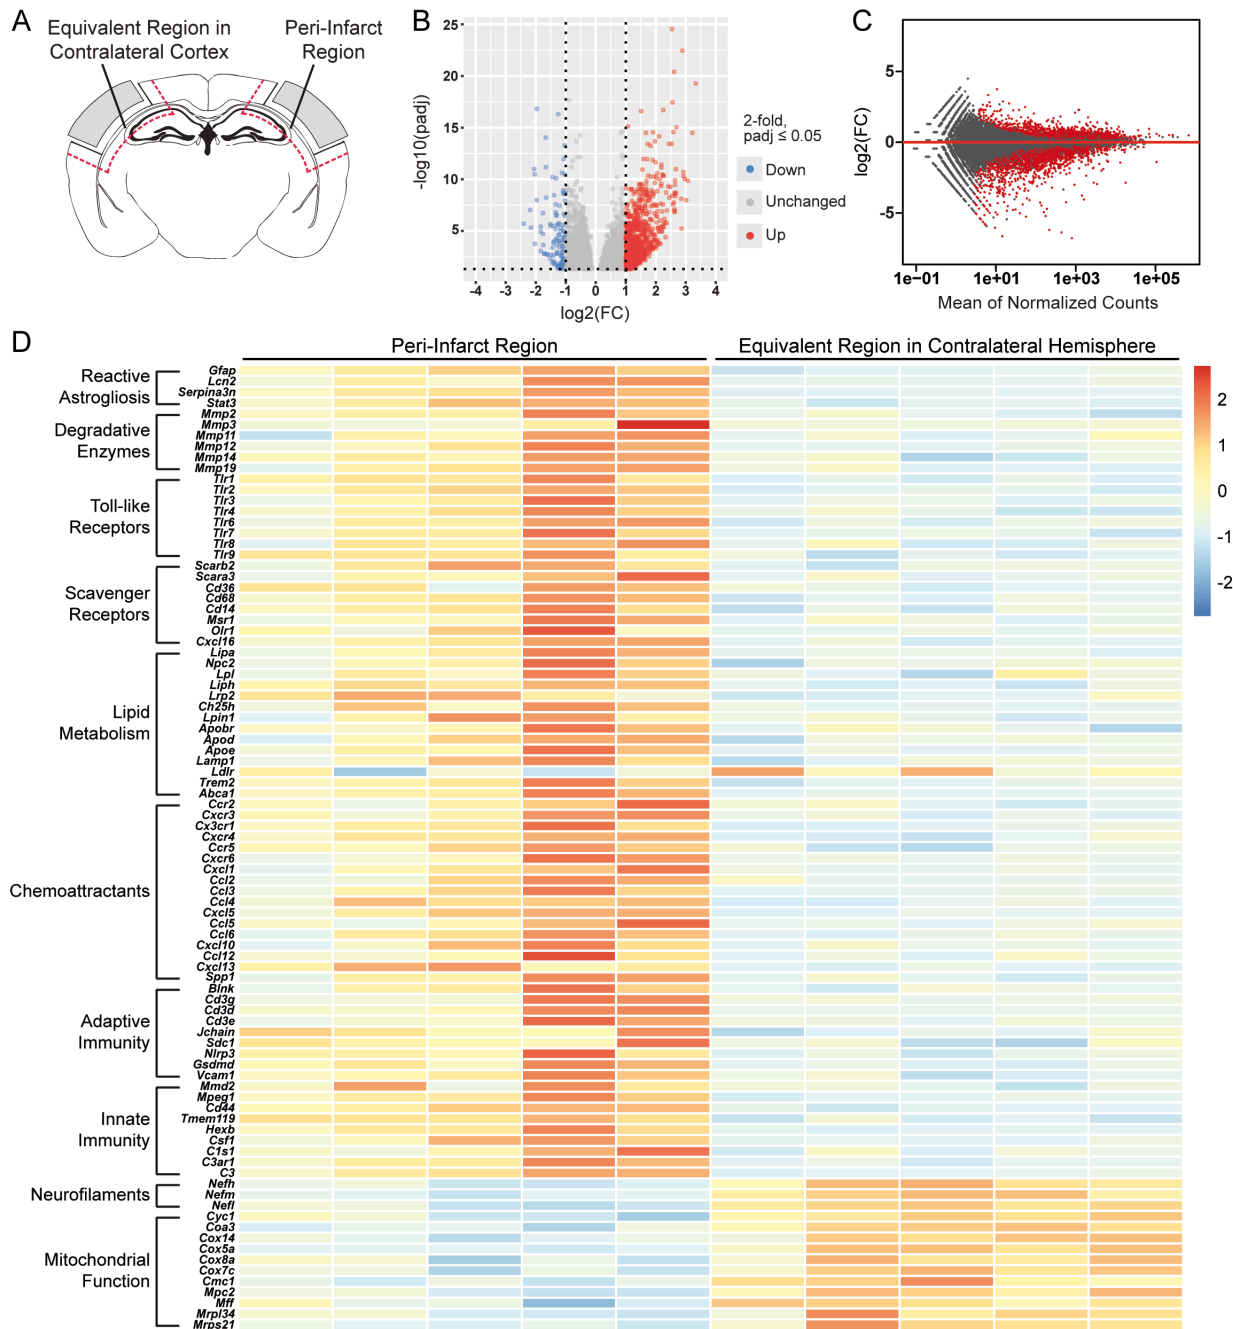 A
Equivalent Region in
Contralateral Cortex
Peri-Infarct
Region
B
25
20
15
10
5
-log10(padj)
-4 -3 -2 -1 0 1 2 3 4
log2(FC)
2-fold,
padj ≤ 0.05
Down
Unchanged
Up
C
5
0
-5
log2(FC)
1e−01 1e+01 1e+03 1e+05
Mean of Normalized Counts
D
Peri-Infarct Region
Equivalent Region in Contralateral Hemisphere
Reactive
Astrogliosis
Gfap
Lcn2
Serpina3n
Stat3
Degradative
Enzymes
Mmp2
Mmp3
Mmp11
Mmp12
Mmp14
Mmp19
Toll-like
Receptors
Tlr1
Tlr2
Tlr3
Tlr4
Tlr6
Tlr7
Tlr8
Tlr9
Scavenger
Receptors
Scarb2
Scara3
Cd36
Cd68
Cd14
Msr1
Olr1
Cxcl16
Lipid
Metabolism
Lipa
Npc2
Lpl
Liph
Lrp2
Ch25h
Lpin1
Apobr
Apod
Apoe
Lamp1
Ldlr
Trem2
Abca1
Chemoattractants
Ccr2
Cxcr3
Cx3cr1
Cxcr4
Ccr5
Cxcr6
Cxcl1
Ccl2
Ccl3
Ccl4
Cxcl5
Ccl5
Ccl6
Cxcl10
Ccl12
Cxcl13
Spp1
Adaptive
Immunity
Blnk
Cd3g
Cd3d
Cd3e
Jchain
Sdc1
Nlrp3
Gsdmd
Vcam1
Innate
Immunity
Mmd2
Mpeg1
Cd44
Tmem119
Hexb
Csf1
C1s1
C3ar1
C3
Neurofilaments
Nefh
Nefm
Nefl
Mitochondrial
Function
Cyc1
Coa3
Cox14
Cox5a
Cox8a
Cox7c
Cmc1
Mpc2
Mff
Mrpl34
Mrps21
2
1
0
-1
-2